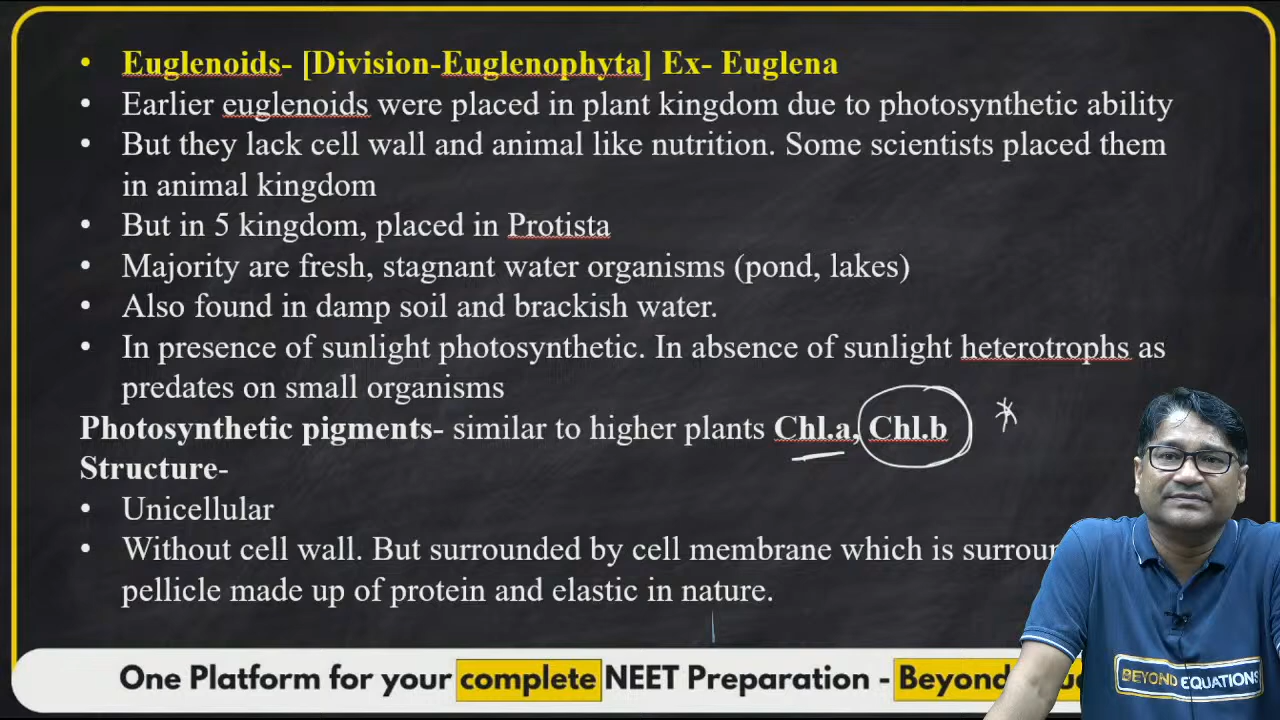 • Euglenoids- [Division-Euglenophyta] Ex- Euglena
• Earlier euglenoids were placed in plant kingdom due to photosynthetic ability
• But they lack cell wall and animal like nutrition. Some scientists placed them
in animal kingdom
• But in 5 kingdom, placed in Protista
• Majority are fresh, stagnant water organisms (pond, lakes)
• Also found in damp soil and brackish water.
• In presence of sunlight photosynthetic. In absence of sunlight heterotrophs as
predates on small organisms
Photosynthetic pigments- similar to higher plants Chl.a, Chl.b *
Structure-
• Unicellular
• Without cell wall. But surrounded by cell membrane which is
pellicle made up of protein and elastic in nature.
One Platform for your complete NEET Preparation - Beyond
BEYOND EQUATIONS